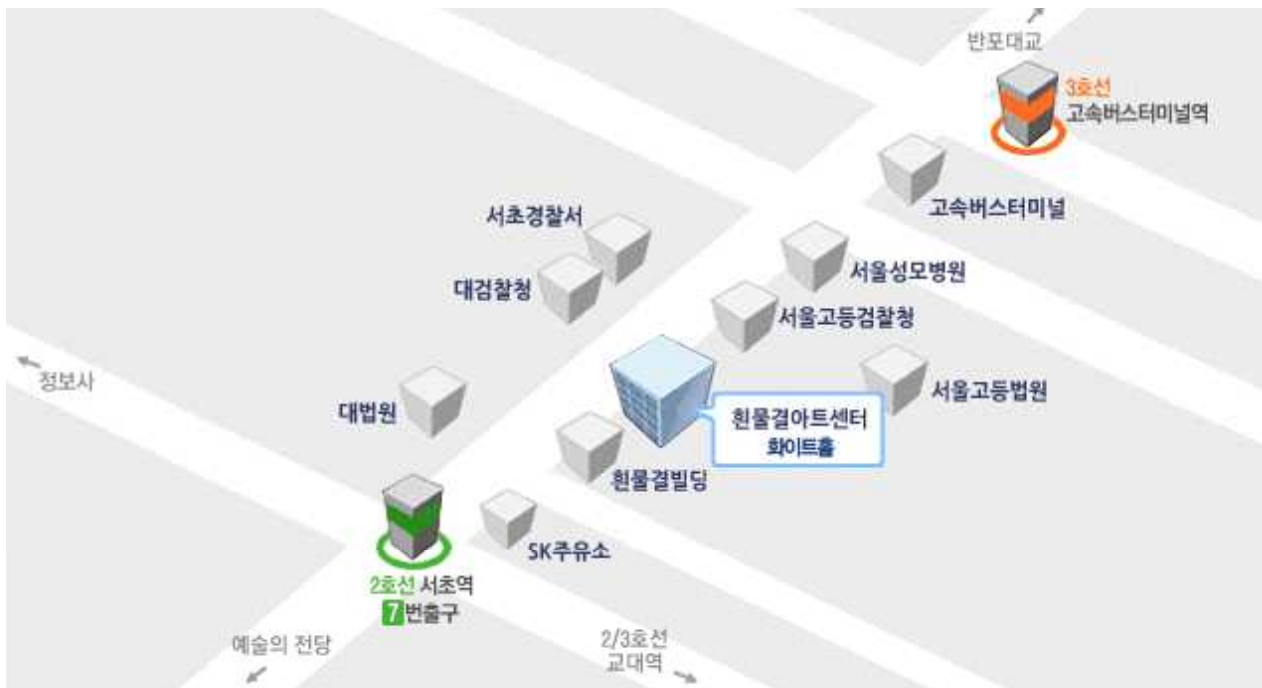 반포대교
3호선
고속버스터미널역
고속버스터미널
서초경찰서
서울성모병원
대검찰청
서울고등검찰청
정보사
서울고등법원
대법원
흰물결아트센터
화이트홀
흰물결빌딩
SK주유소
2호선 서초역
7번출구
예술의 전당
2/3호선
교대역